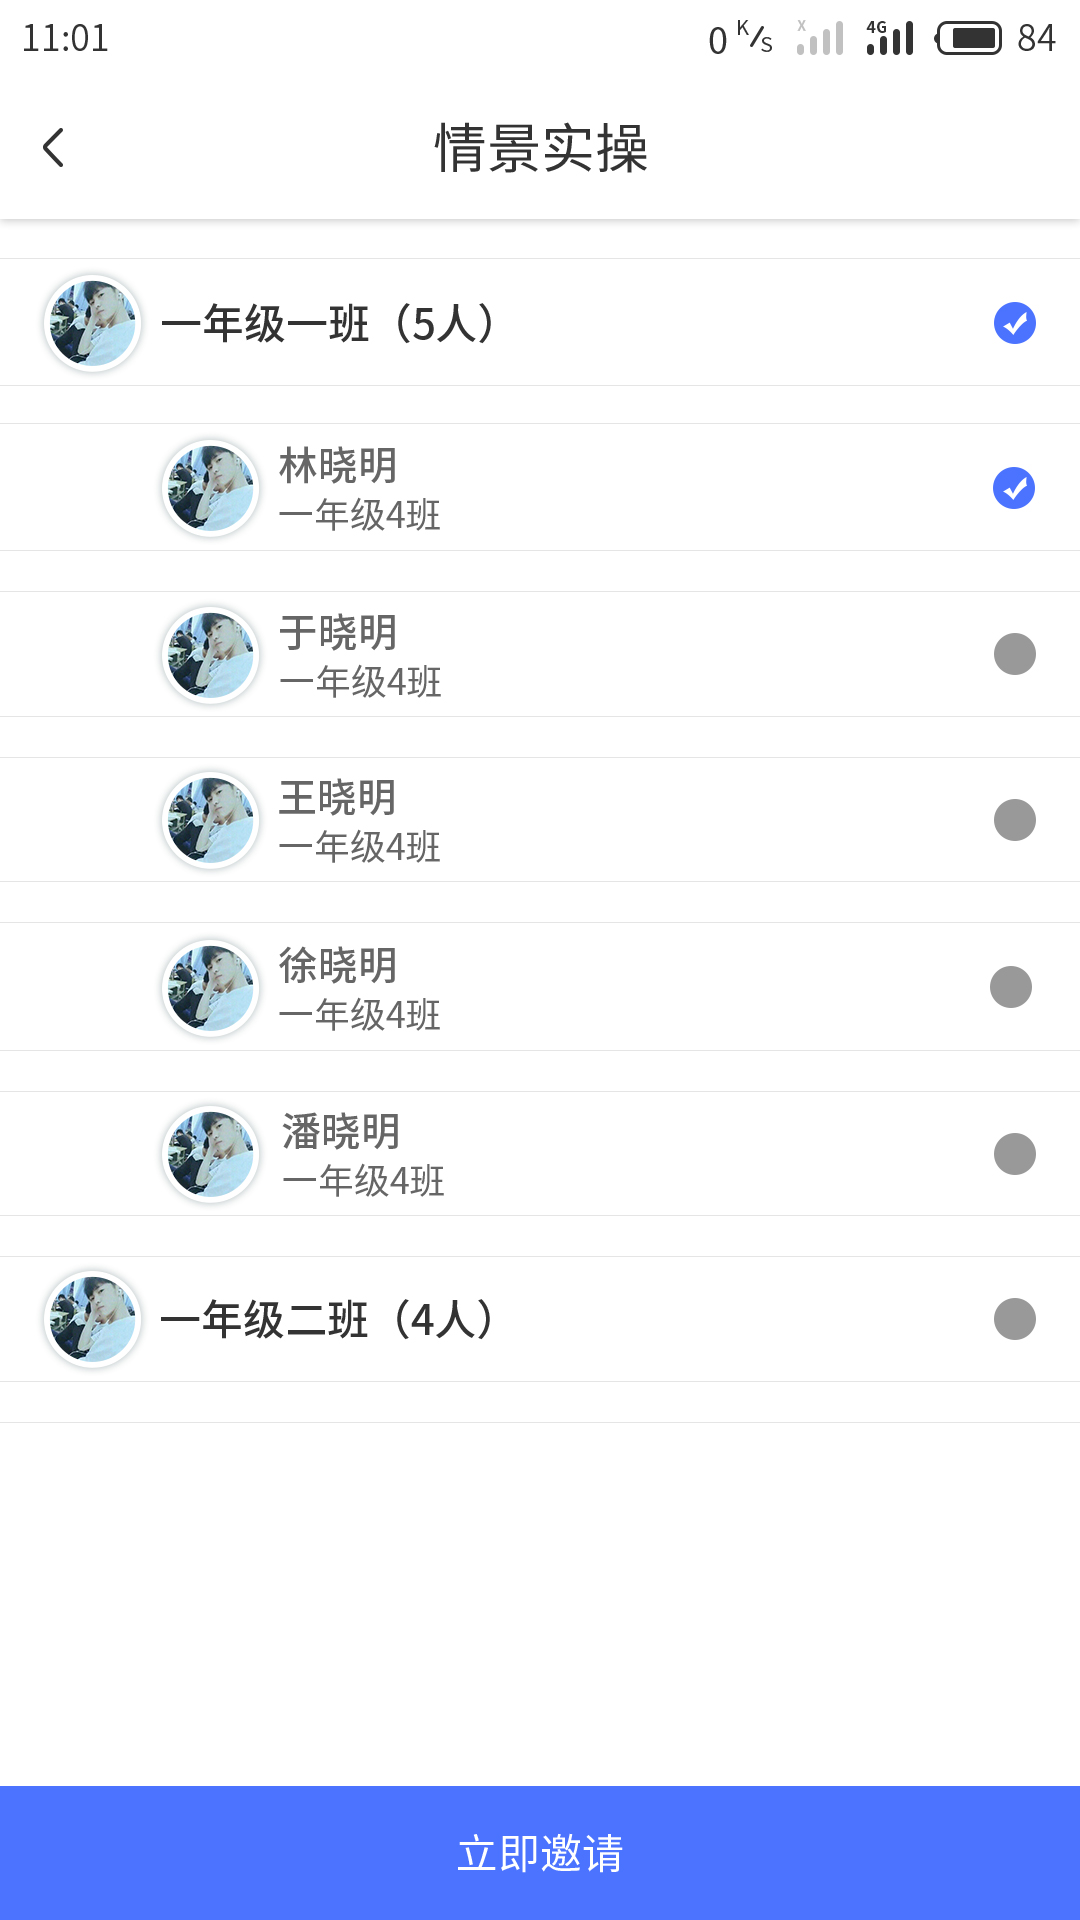 11:01 0 K/s X 4G 84
情景实操
一年级一班（5人）
林晓明
一年级4班
于晓明
一年级4班
王晓明
一年级4班
徐晓明
一年级4班
潘晓明
一年级4班
一年级二班（4人）
立即邀请